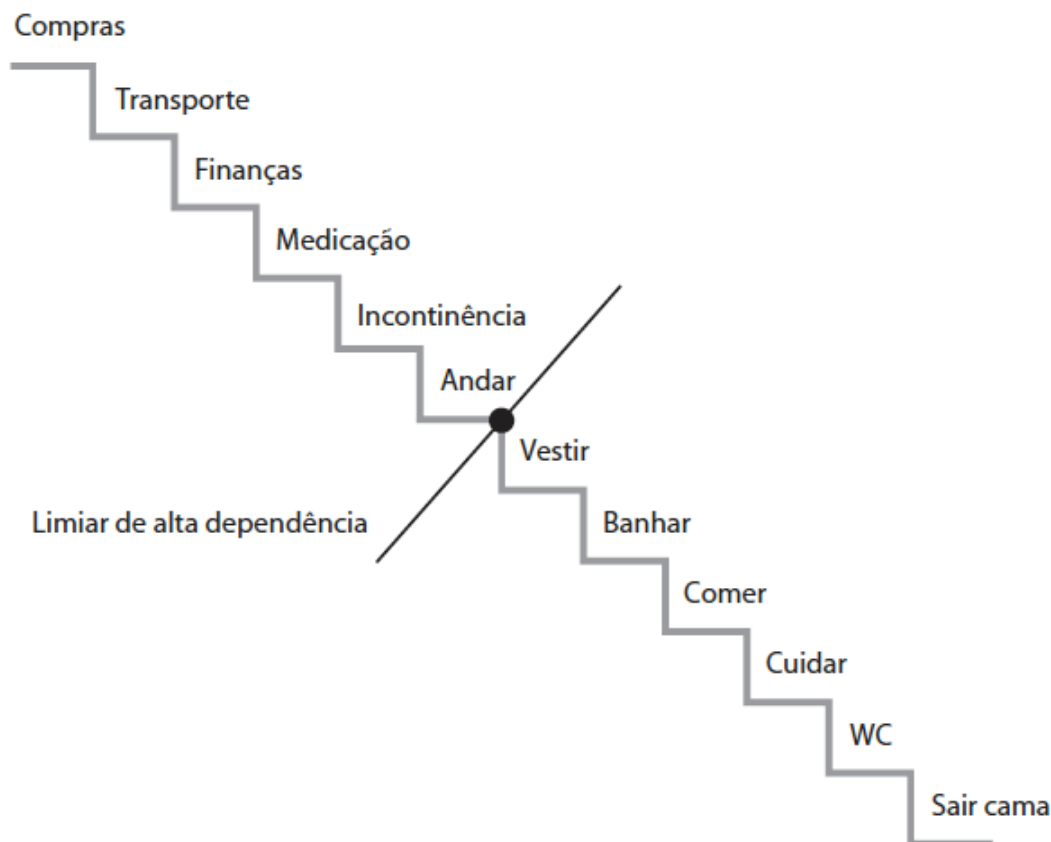 Compras
Transporte
Finanças
Medicação
Incontinência
Andar
Vestir
Limiar de alta dependência
Banhar
Comer
Cuidar
WC
Sair cama